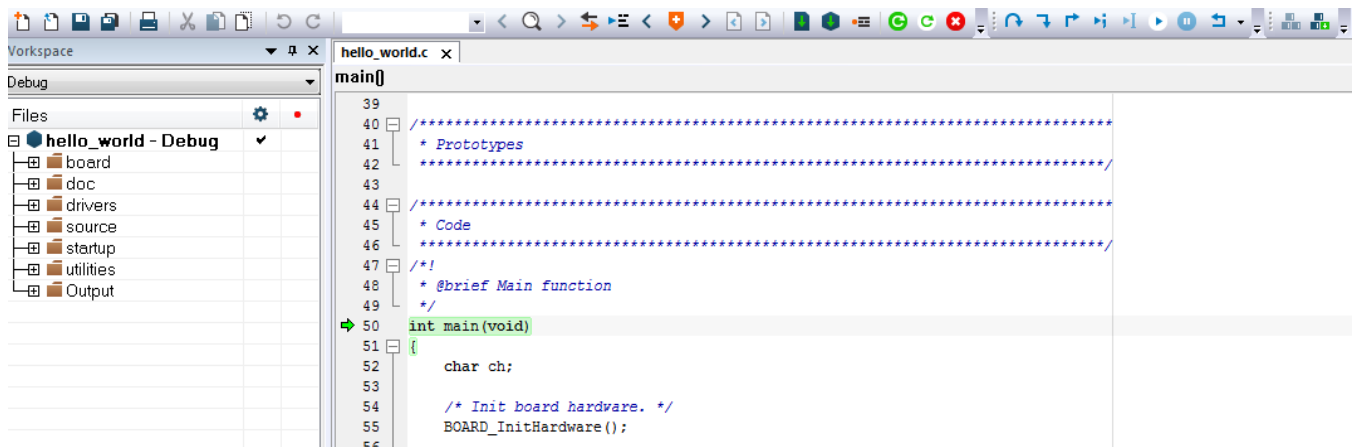 Workspace
hello_world.c x
Debug
main()
Files
hello_world - Debug
board
doc
drivers
source
startup
utilities
Output
39
40 /*******************************************************************************
41 * Prototypes
42 ******************************************************************************/
43
44 /*******************************************************************************
45 * Code
46 ******************************************************************************/
47 /*!
48 * @brief Main function
49 */
50 int main(void)
51 {
52 char ch;
53
54 /* Init board hardware. */
55 BOARD_InitHardware();